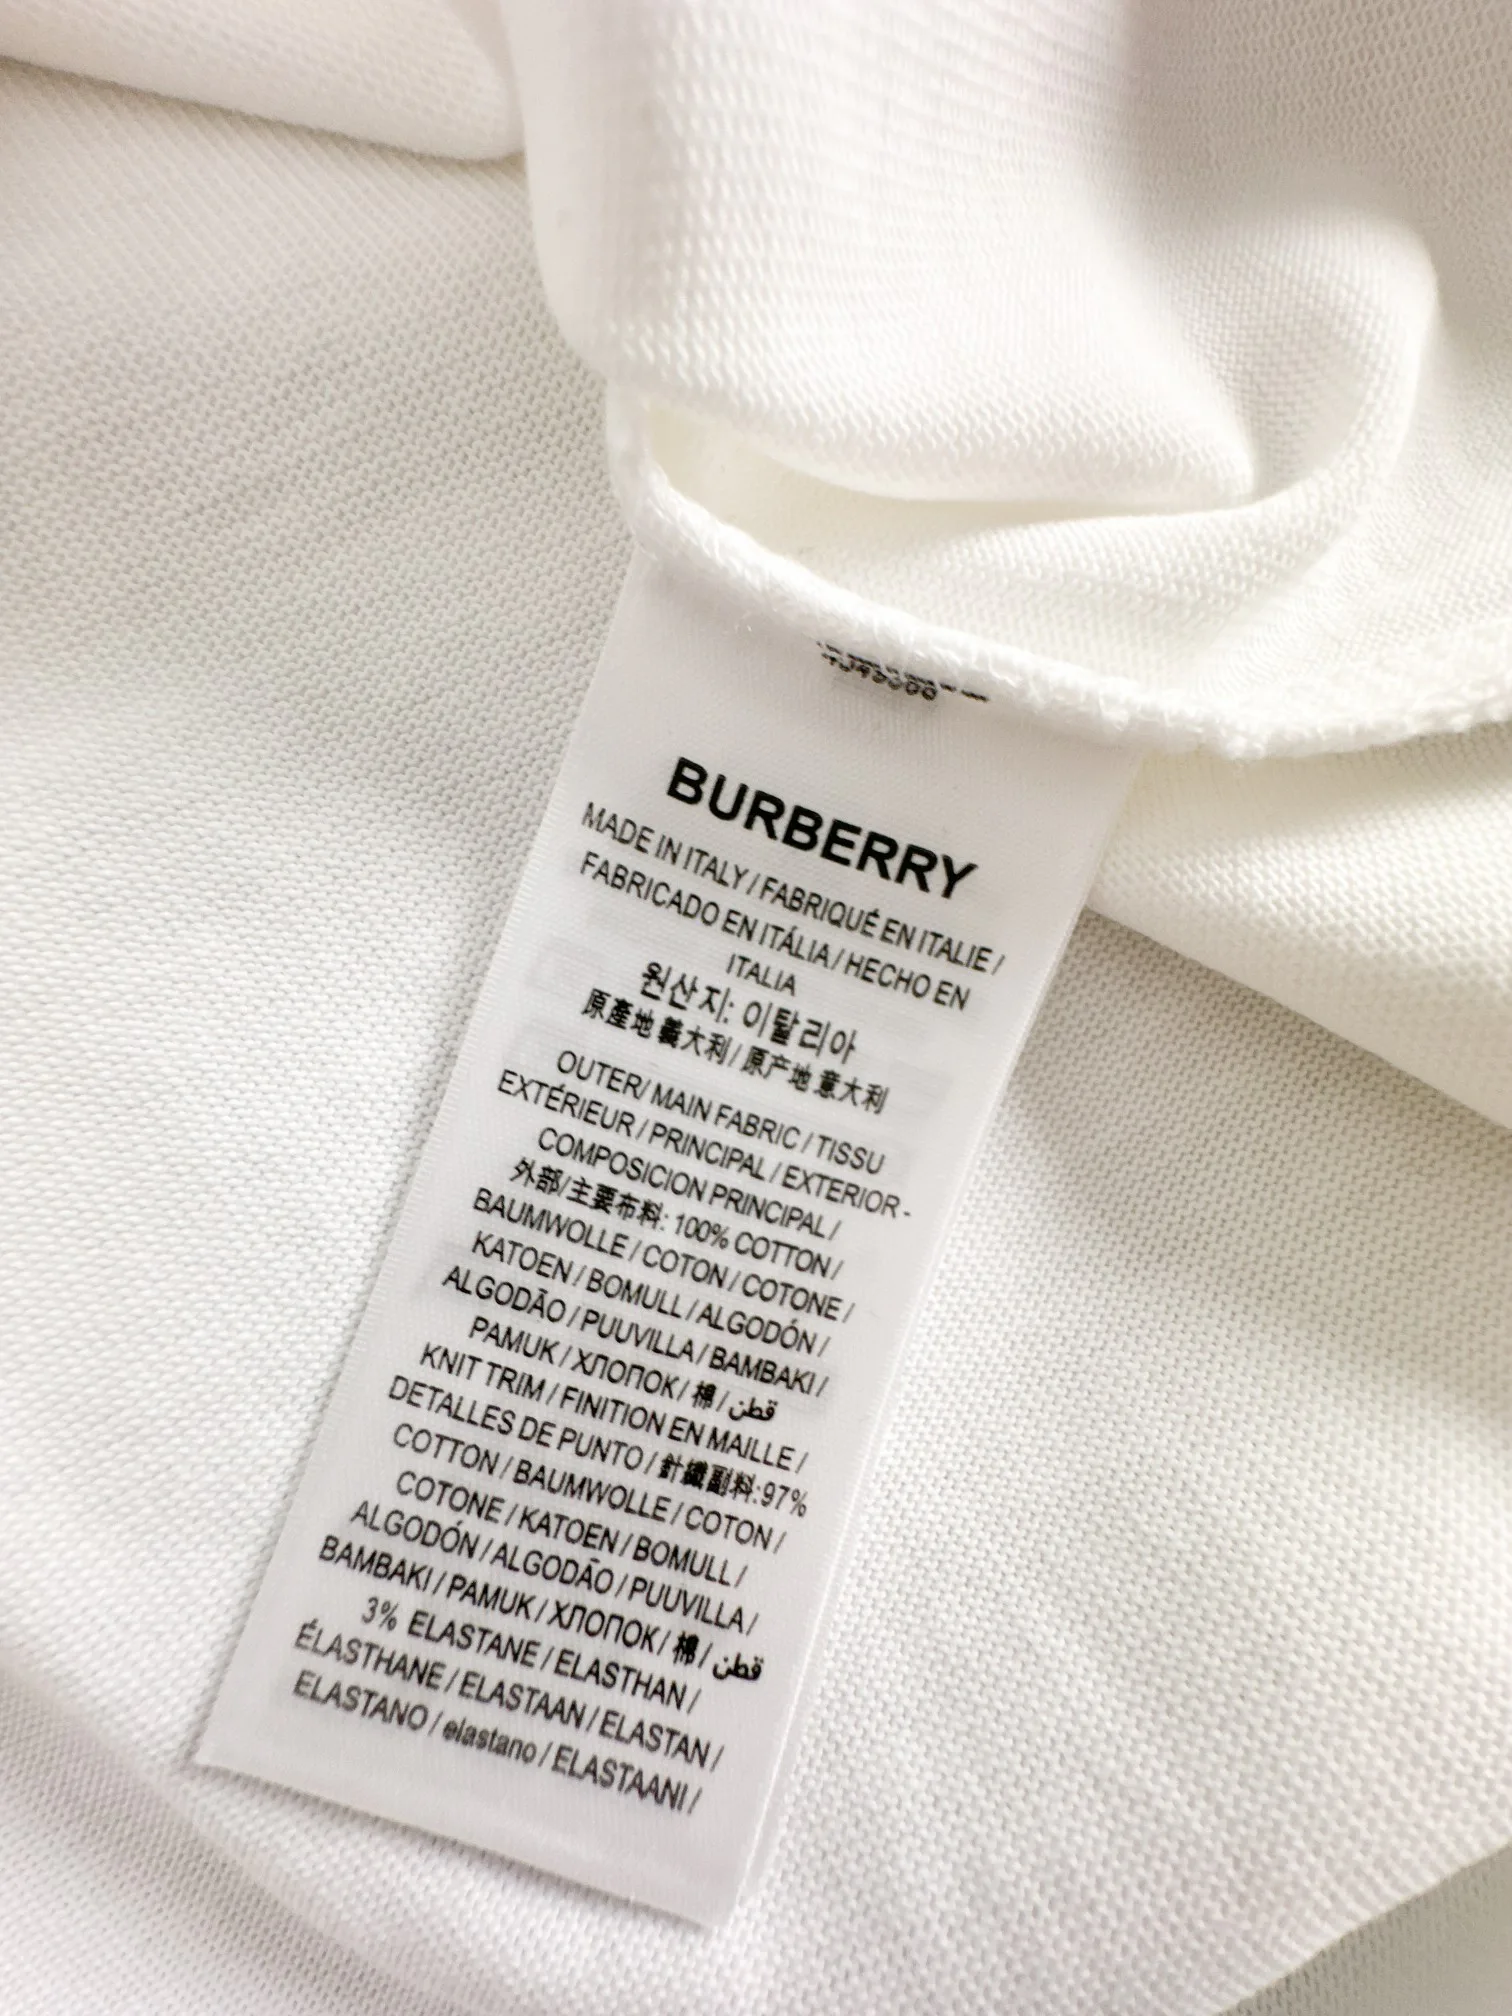 BURBERRY
MADE IN ITALY / FABRIQUÉ EN ITALIE /
FABRICADO EN ITÁLIA / HECHO EN
ITALIA
원산지: 이탈리아
原產地 義大利 / 原产地 意大利
OUTER/ MAIN FABRIC / TISSU
EXTÉRIEUR / PRINCIPAL / EXTERIOR -
COMPOSICION PRINCIPAL /
外部/主要布料: 100% COTTON /
BAUMWOLLE / COTON / COTONE /
KATOEN / BOMULL / ALGODÓN /
ALGODÃO / PUUVILLA / BAMBAKI /
PAMUK / ХЛОПОК / 棉 / قطن
KNIT TRIM / FINITION EN MAILLE /
DETALLES DE PUNTO / 針織副料:97%
COTTON / BAUMWOLLE / COTON /
COTONE / KATOEN / BOMULL /
ALGODÓN / ALGODÃO / PUUVILLA /
BAMBAKI / PAMUK / ХЛОПОК / 棉 / قطن
3% ELASTANE / ELASTHAN /
ÉLASTHANE / ELASTAAN / ELASTAN /
ELASTANO / elastano / ELASTAANI /